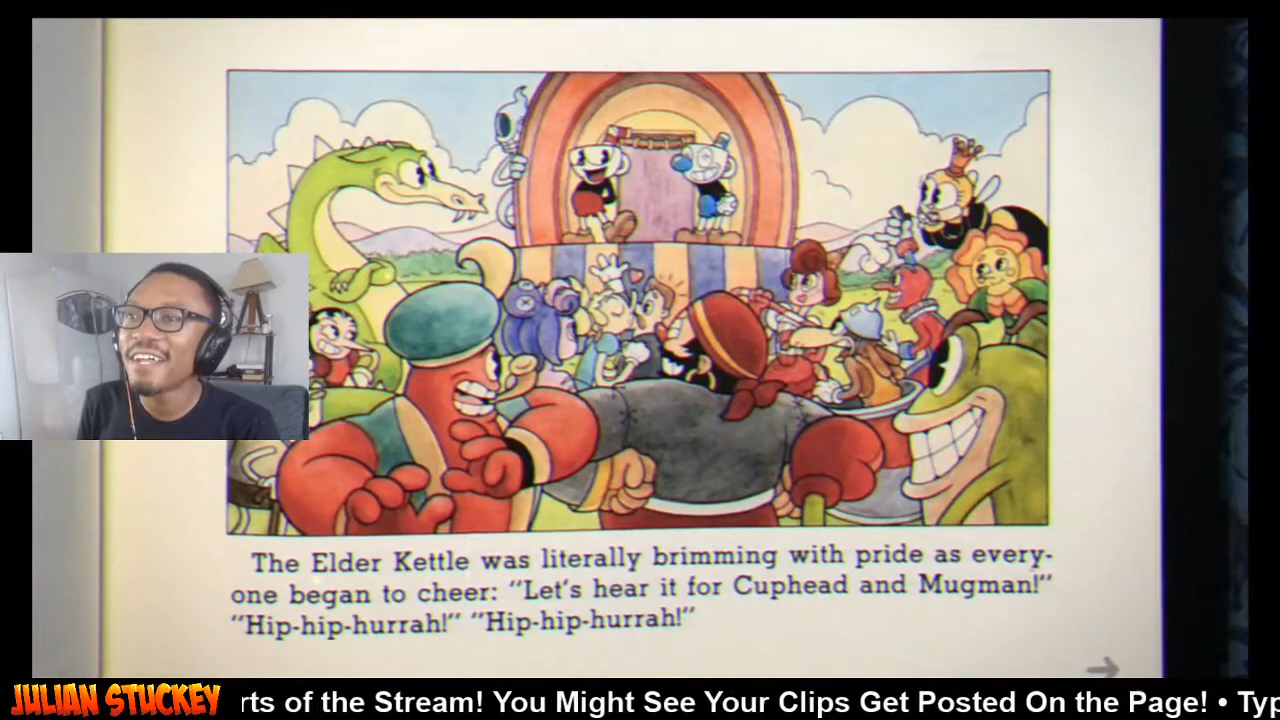 The Elder Kettle was literally brimming with pride as every-
one began to cheer: “Let’s hear it for Cuphead and Mugman!”
“Hip-hip-hurrah!” “Hip-hip-hurrah!”
JULIAN STUCKEY
rts of the Stream! You Might See Your Clips Get Posted On the Page! • Typ